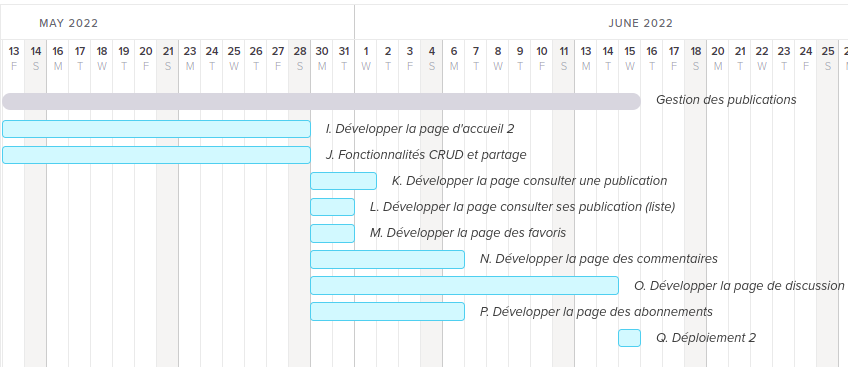 MAY 2022 JUNE 2022
13 14 16 17 18 19 20 21 23 24 25 26 27 28 30 31 1 2 3 4 6 7 8 9 10 11 13 14 15 16 17 18 20 21 22 23 24 25
F S M T W T F S M T W T F S M T W T F S M T W T F S M T W T F S M T W T F S
Gestion des publications
I. Développer la page d'accueil 2
J. Fonctionnalités CRUD et partage
K. Développer la page consulter une publication
L. Développer la page consulter ses publication (liste)
M. Développer la page des favoris
N. Développer la page des commentaires
O. Développer la page de discussion
P. Développer la page des abonnements
Q. Déploiement 2